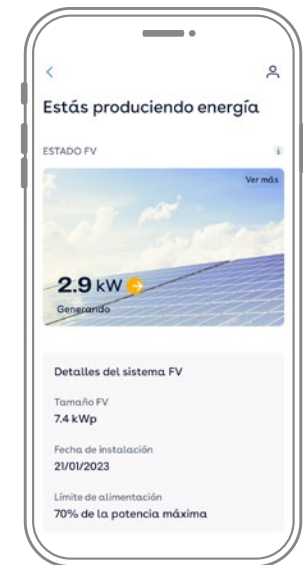 Estás produciendo energía
ESTADO FV
i
Ver más
2.9 kW
Generando
Detalles del sistema FV
Tamaño FV
7.4 kWp
Fecha de instalación
21/01/2023
Límite de alimentación
70% de la potencia máxima